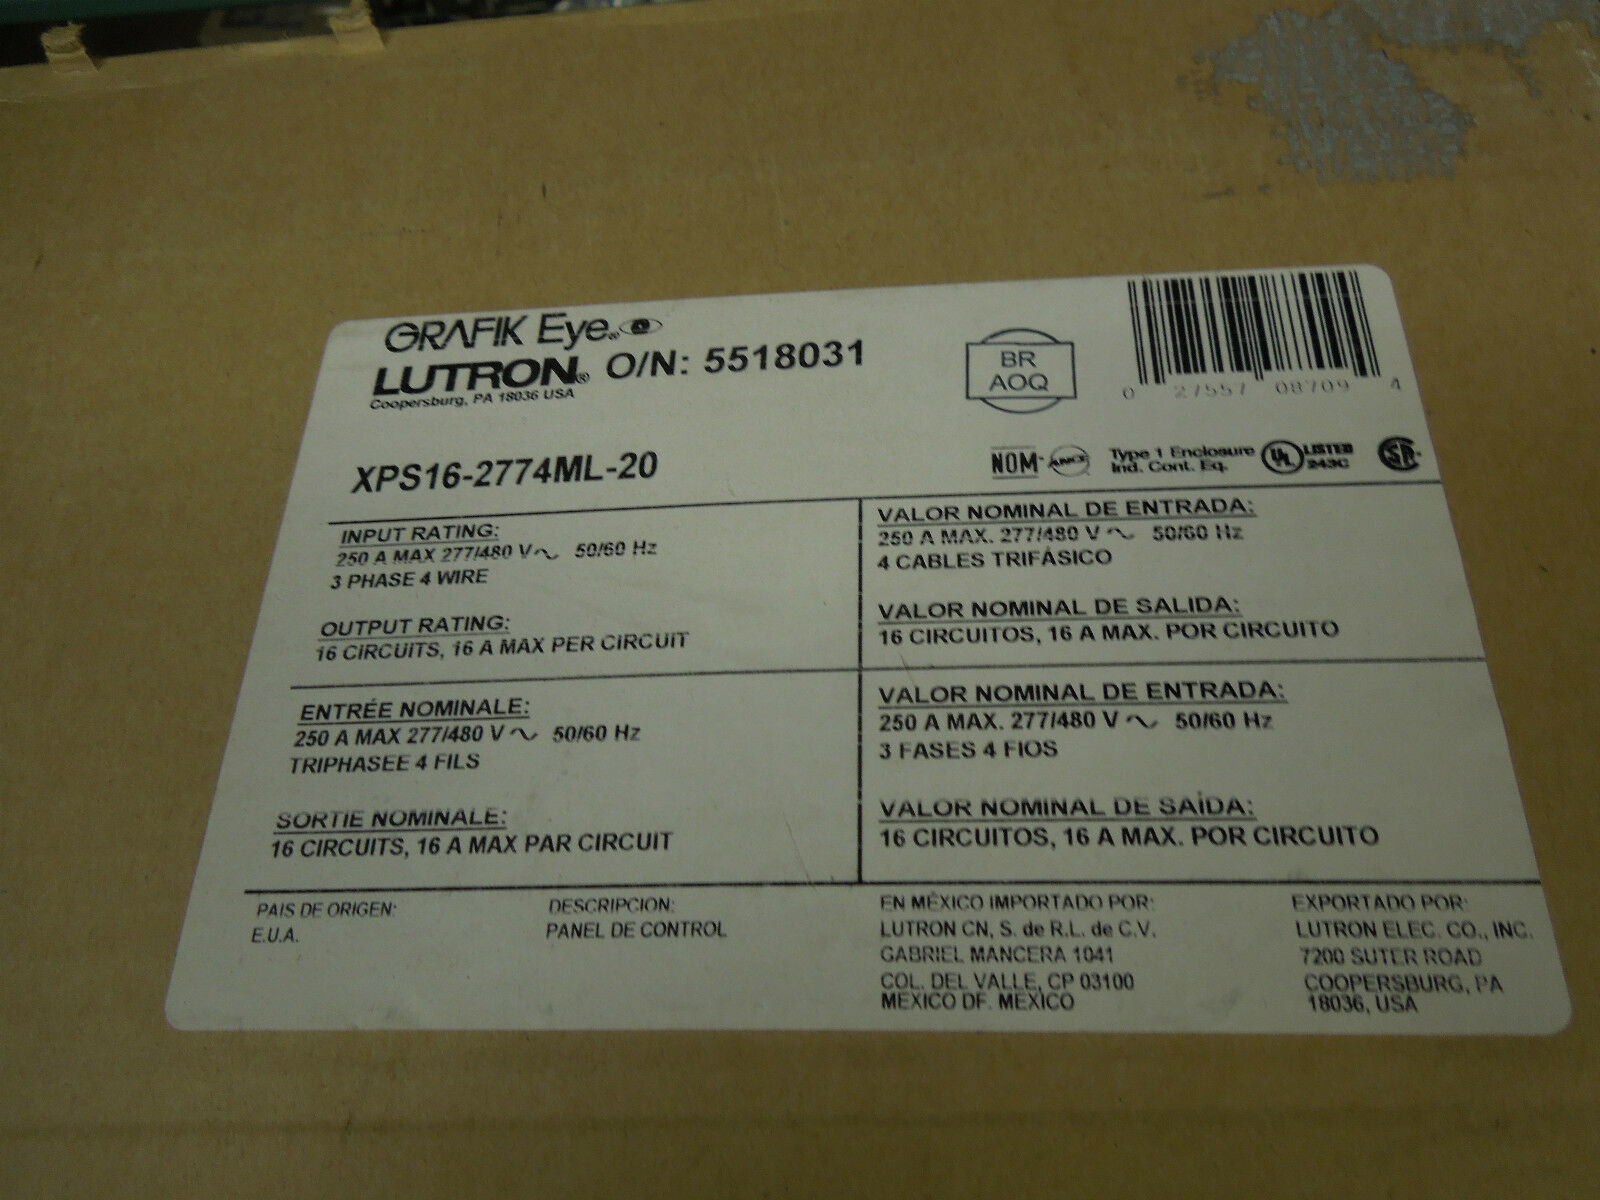 GRAFIK Eye®
LUTRON® O/N: 5518031
Coopersburg, PA 18036 USA
BR
AOQ
0 27557 08709 4
XPS16-2774ML-20
NOM-ANCE
Type 1 Enclosure
Ind. Cont. Eq.
UL LISTED
243C
INPUT RATING:
250 A MAX 277/480 V~ 50/60 Hz
3 PHASE 4 WIRE
OUTPUT RATING:
16 CIRCUITS, 16 A MAX PER CIRCUIT
VALOR NOMINAL DE ENTRADA:
250 A MAX. 277/480 V ~ 50/60 Hz
4 CABLES TRIFÁSICO
VALOR NOMINAL DE SALIDA:
16 CIRCUITOS, 16 A MAX. POR CIRCUITO
ENTRÉE NOMINALE:
250 A MAX 277/480 V ~ 50/60 Hz
TRIPHASEE 4 FILS
SORTIE NOMINALE:
16 CIRCUITS, 16 A MAX PAR CIRCUIT
VALOR NOMINAL DE ENTRADA:
250 A MAX. 277/480 V ~ 50/60 Hz
3 FASES 4 FIOS
VALOR NOMINAL DE SAÍDA:
16 CIRCUITOS, 16 A MAX. POR CIRCUITO
PAIS DE ORIGEN:
E.U.A.
DESCRIPCION:
PANEL DE CONTROL
EN MÉXICO IMPORTADO POR:
LUTRON CN, S. de R.L. de C.V.
GABRIEL MANCERA 1041
COL. DEL VALLE, CP 03100
MEXICO DF. MEXICO
EXPORTADO POR:
LUTRON ELEC. CO., INC.
7200 SUTER ROAD
COOPERSBURG, PA
18036, USA